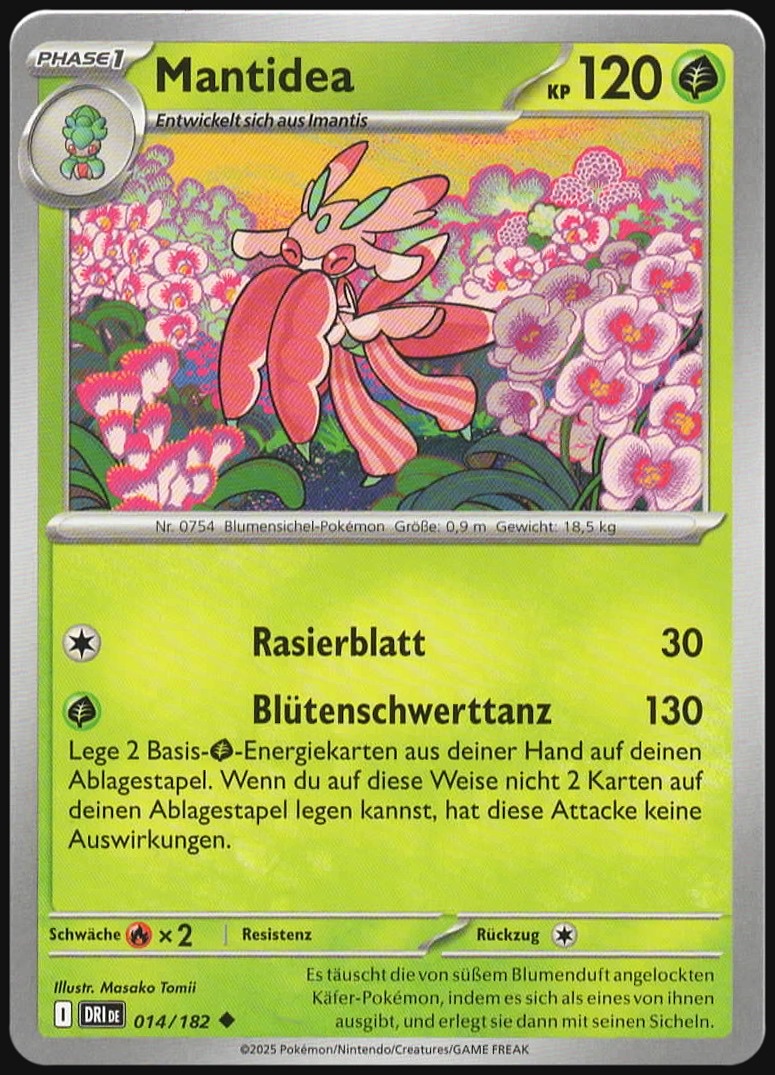 PHASE 1
Mantidea
KP 120
Entwickelt sich aus Imantis
Nr. 0754 Blumensichel-Pokémon Größe: 0,9 m Gewicht: 18,5 kg
Rasierblatt 30
Blütenschwerttanz 130
Lege 2 Basis- -Energiekarten aus deiner Hand auf deinen
Ablagestapel. Wenn du auf diese Weise nicht 2 Karten auf
deinen Ablagestapel legen kannst, hat diese Attacke keine
Auswirkungen.
Schwäche ×2 Resistenz Rückzug
Illustr. Masako Tomii
I DRI DE 014/182
Es täuscht die von süßem Blumenduft angelockten
Käfer-Pokémon, indem es sich als eines von ihnen
ausgibt, und erlegt sie dann mit seinen Sicheln.
©2025 Pokémon/Nintendo/Creatures/GAME FREAK